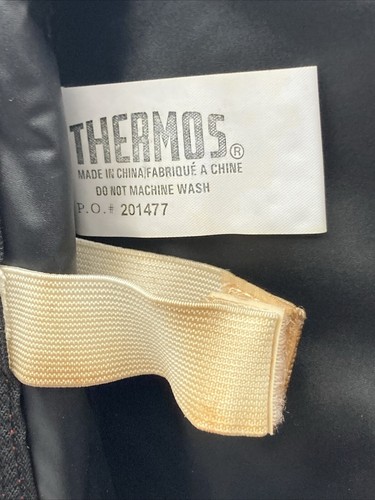 THERMOS®
MADE IN CHINA/FABRIQUÉ A CHINE
DO NOT MACHINE WASH
P.O.# 201477